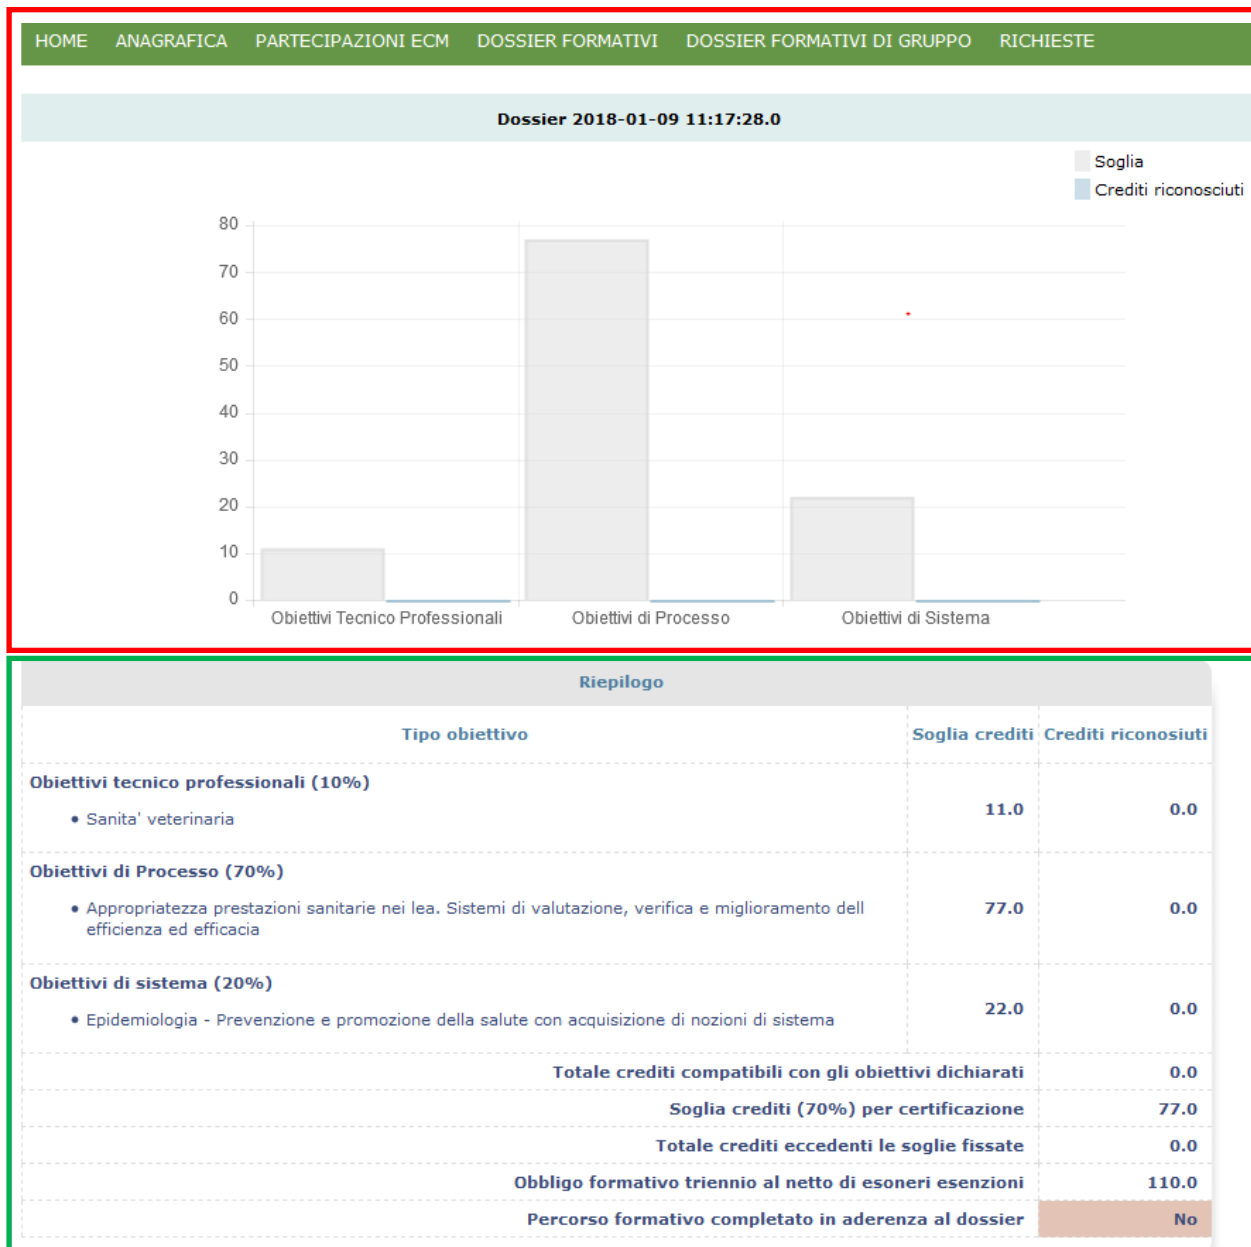 HOME ANAGRAFICA PARTECIPAZIONI ECM DOSSIER FORMATIVI DOSSIER FORMATIVI DI GRUPPO RICHIESTE
Dossier 2018-01-09 11:17:28.0
Soglia
Crediti riconosciuti
80
70
60
50
40
30
20
10
0
Obiettivi Tecnico Professionali Obiettivi di Processo Obiettivi di Sistema
Riepilogo
Tipo obiettivo Soglia crediti Crediti riconosiuti
Obiettivi tecnico professionali (10%)
• Sanita' veterinaria 11.0 0.0
Obiettivi di Processo (70%)
• Appropriatezza prestazioni sanitarie nei lea. Sistemi di valutazione, verifica e miglioramento dell 77.0 0.0
efficienza ed efficacia
Obiettivi di sistema (20%)
• Epidemiologia - Prevenzione e promozione della salute con acquisizione di nozioni di sistema 22.0 0.0
Totale crediti compatibili con gli obiettivi dichiarati 0.0
Soglia crediti (70%) per certificazione 77.0
Totale crediti eccedenti le soglie fissate 0.0
Obbligo formativo triennio al netto di esoneri esenzioni 110.0
Percorso formativo completato in aderenza al dossier No